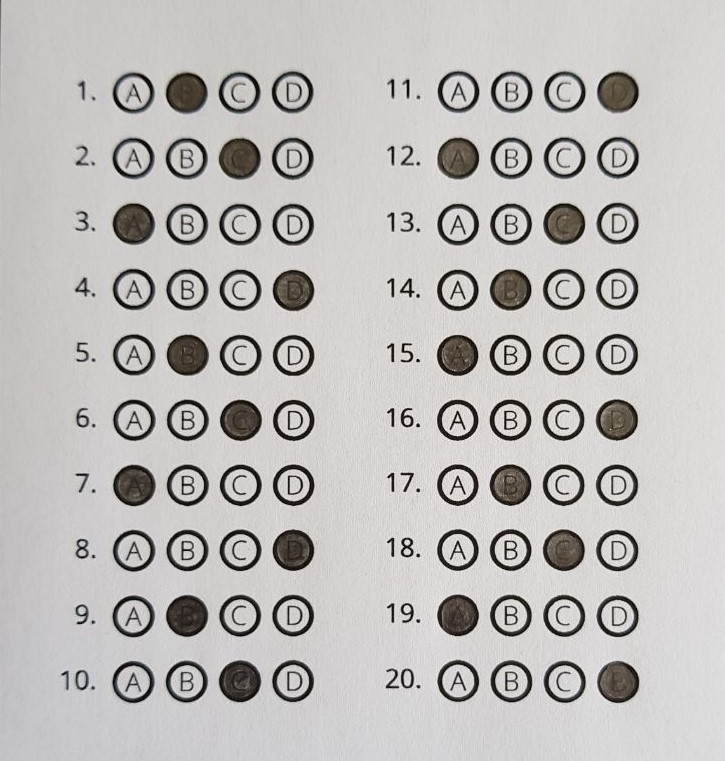 1. A B C D
2. A B C D
3. A B C D
4. A B C D
5. A B C D
6. A B C D
7. A B C D
8. A B C D
9. A B C D
10. A B C D
11. A B C D
12. A B C D
13. A B C D
14. A B C D
15. A B C D
16. A B C D
17. A B C D
18. A B C D
19. A B C D
20. A B C D